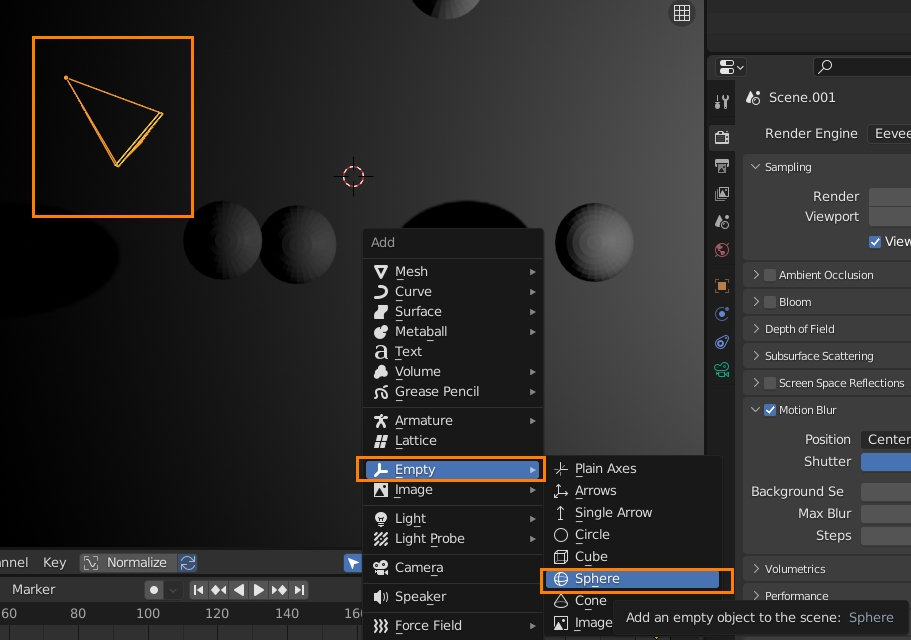 Scene.001
Render Engine Eevee
Sampling
Render
Viewport
View
Ambient Occlusion
Bloom
Depth of Field
Subsurface Scattering
Screen Space Reflections
Motion Blur
Position Center
Shutter
Background Se
Max Blur
Steps
Volumetrics
Performance
Add
Mesh
Curve
Surface
Metaball
Text
Volume
Grease Pencil
Armature
Lattice
Empty
Image
Light
Light Probe
Camera
Speaker
Force Field
Plain Axes
Arrows
Single Arrow
Circle
Cube
Sphere
Cone
Image
Add an empty object to the scene: Sphere
nnel Key Normalize
Marker
60 80 100 120 140 16